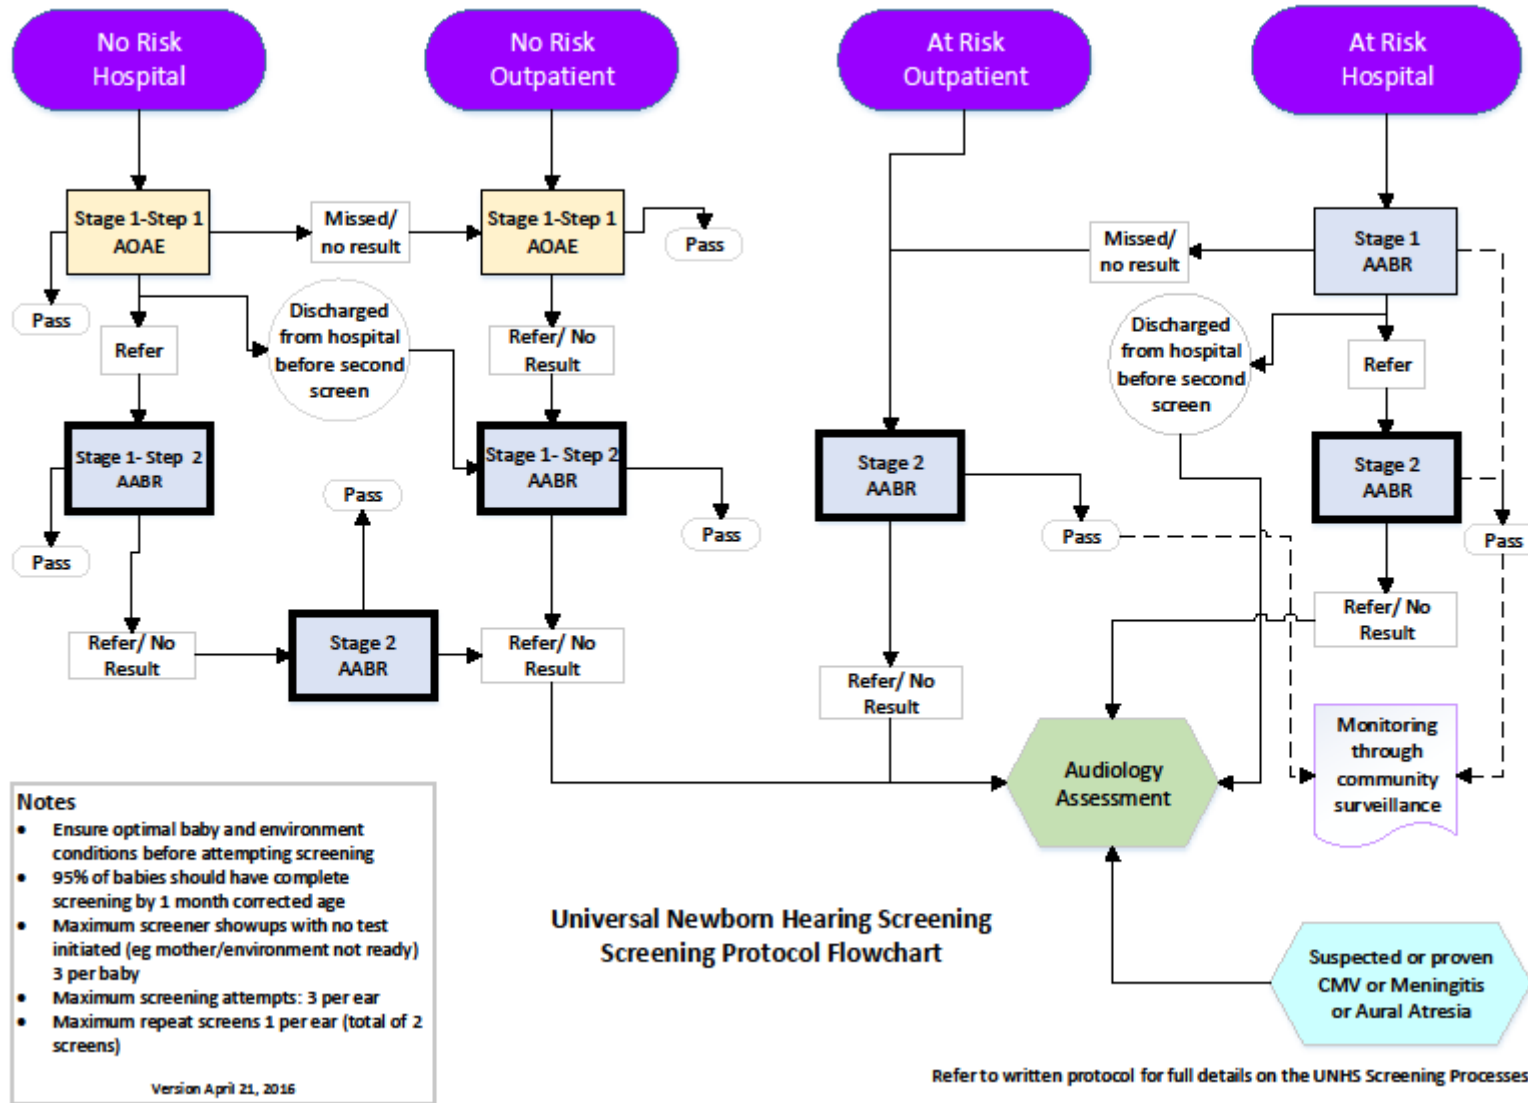 No Risk
Hospital
No Risk
Outpatient
At Risk
Outpatient
At Risk
Hospital
Stage 1-Step 1
AOAE
Missed/
no result
Stage 1-Step 1
AOAE
Pass
Missed/
no result
Stage 1
AABR
Pass
Refer
Discharged
from hospital
before second
screen
Refer/ No
Result
Discharged
from hospital
before second
screen
Refer
Stage 1- Step 2
AABR
Pass
Stage 1- Step 2
AABR
Stage 2
AABR
Stage 2
AABR
Pass
Pass
Pass
Pass
Refer/ No
Result
Stage 2
AABR
Refer/ No
Result
Refer/ No
Result
Refer/ No
Result
Audiology
Assessment
Monitoring
through
community
surveillance
Notes
• Ensure optimal baby and environment
conditions before attempting screening
• 95% of babies should have complete
screening by 1 month corrected age
• Maximum screener showups with no test
initiated (eg mother/environment not ready)
3 per baby
• Maximum screening attempts: 3 per ear
• Maximum repeat screens 1 per ear (total of 2
screens)
Version April 21, 2016
Universal Newborn Hearing Screening
Screening Protocol Flowchart
Suspected or proven
CMV or Meningitis
or Aural Atresia
Refer to written protocol for full details on the UNHS Screening Processes